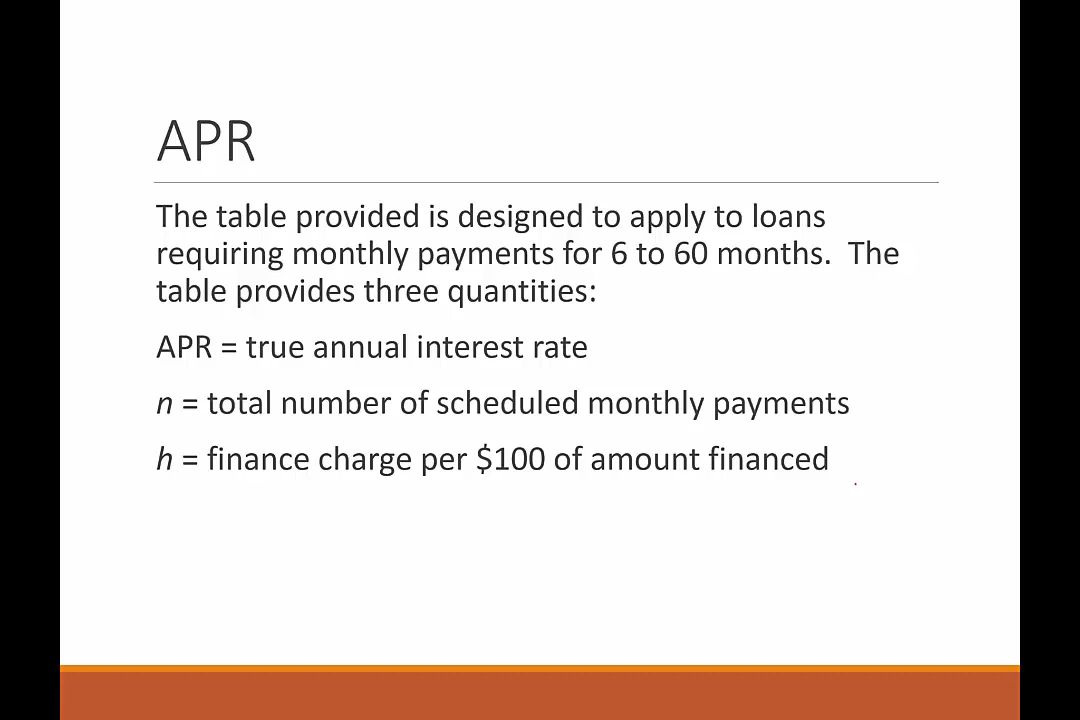 APR
The table provided is designed to apply to loans
requiring monthly payments for 6 to 60 months.  The
table provides three quantities:
APR = true annual interest rate
n = total number of scheduled monthly payments
h = finance charge per $100 of amount financed